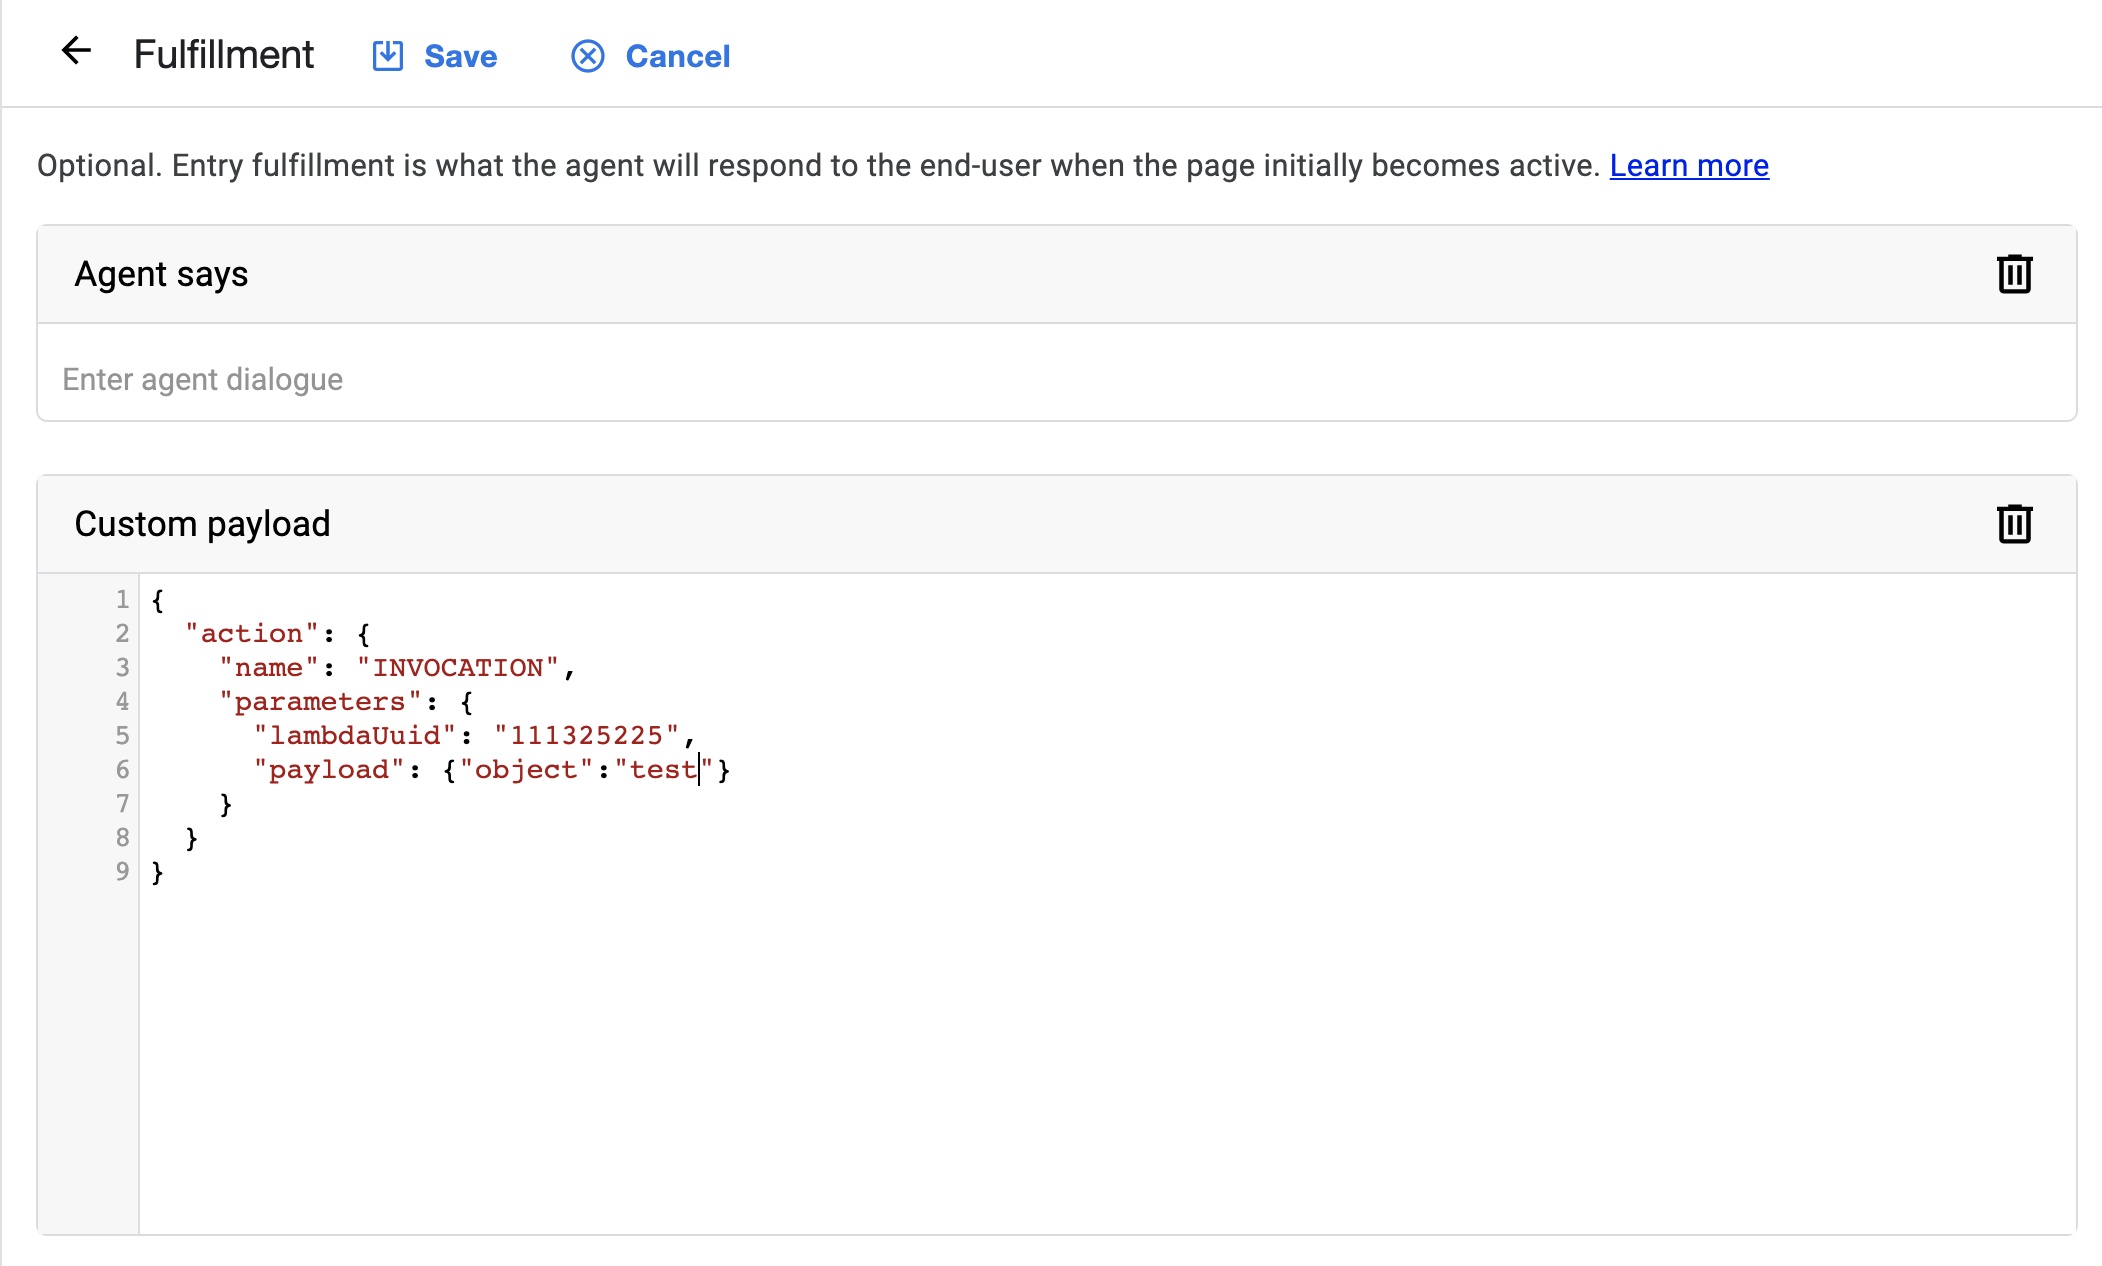 Fulfillment Save Cancel
Optional. Entry fulfillment is what the agent will respond to the end-user when the page initially becomes active. Learn more
Agent says
Enter agent dialogue
Custom payload
1 {
2   "action": {
3     "name": "INVOCATION",
4     "parameters": {
5       "lambdaUuid": "111325225",
6       "payload": {"object":"test"}
7     }
8   }
9 }